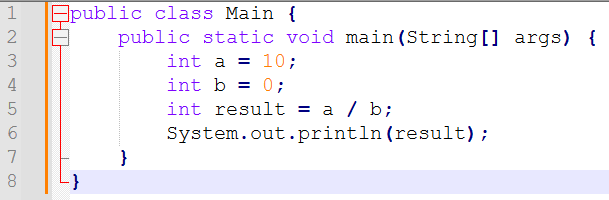 1 public class Main {
2     public static void main(String[] args) {
3         int a = 10;
4         int b = 0;
5         int result = a / b;
6         System.out.println(result);
7     }
8 }